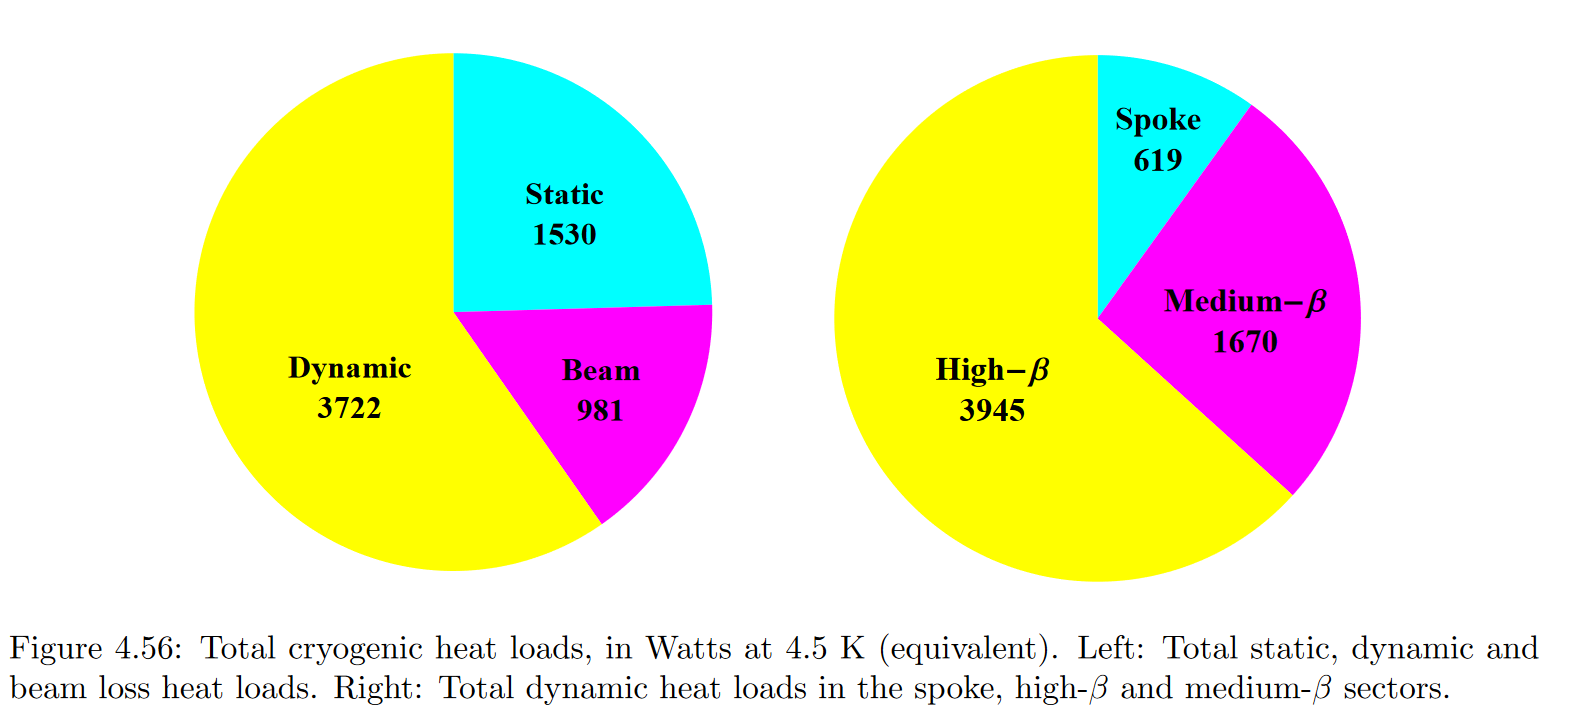 Static
1530
Dynamic
3722
Beam
981
Spoke
619
Medium−β
1670
High−β
3945
Figure 4.56: Total cryogenic heat loads, in Watts at 4.5 K (equivalent). Left: Total static, dynamic and
beam loss heat loads. Right: Total dynamic heat loads in the spoke, high-β and medium-β sectors.